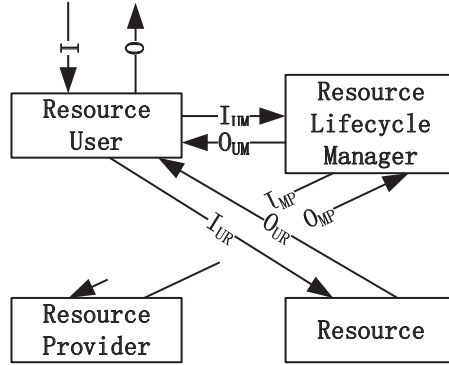 I
O
Resource
User
I_UM
O_UM
Resource
Lifecycle
Manager
I_MP
O_MP
I_UR
O_UR
Resource
Provider
Resource